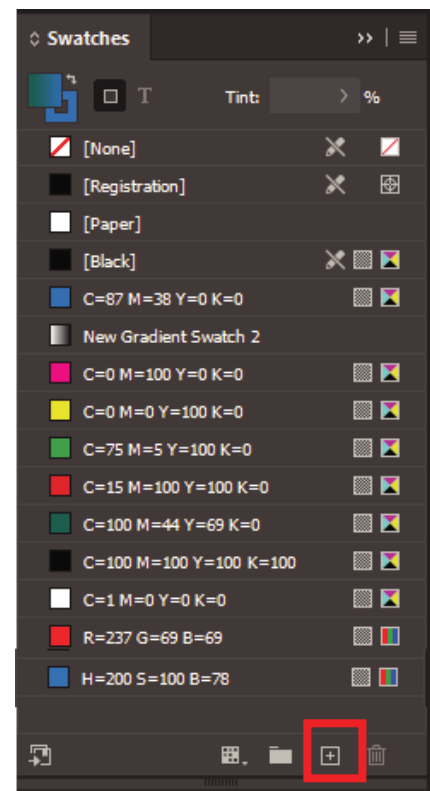 Swatches
T Tint: %
[None]
[Registration]
[Paper]
[Black]
C=87 M=38 Y=0 K=0
New Gradient Swatch 2
C=0 M=100 Y=0 K=0
C=0 M=0 Y=100 K=0
C=75 M=5 Y=100 K=0
C=15 M=100 Y=100 K=0
C=100 M=44 Y=69 K=0
C=100 M=100 Y=100 K=100
C=1 M=0 Y=0 K=0
R=237 G=69 B=69
H=200 S=100 B=78